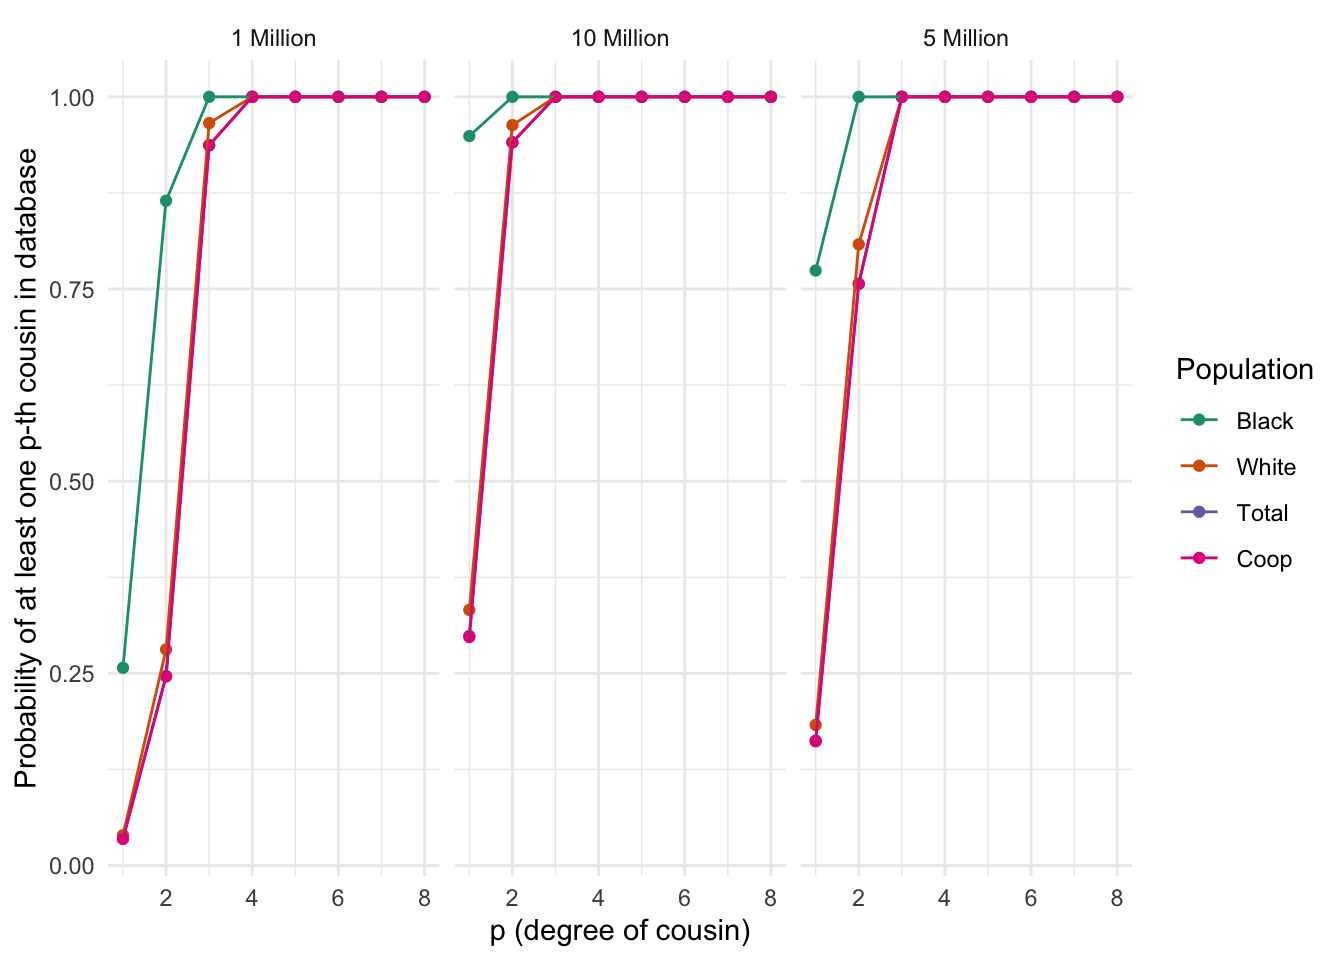 1 Million
10 Million
5 Million
Probability of at least one p-th cousin in database
1.00
0.75
0.50
0.25
0.00
2 4 6 8
2 4 6 8
2 4 6 8
p (degree of cousin)
Population
Black
White
Total
Coop